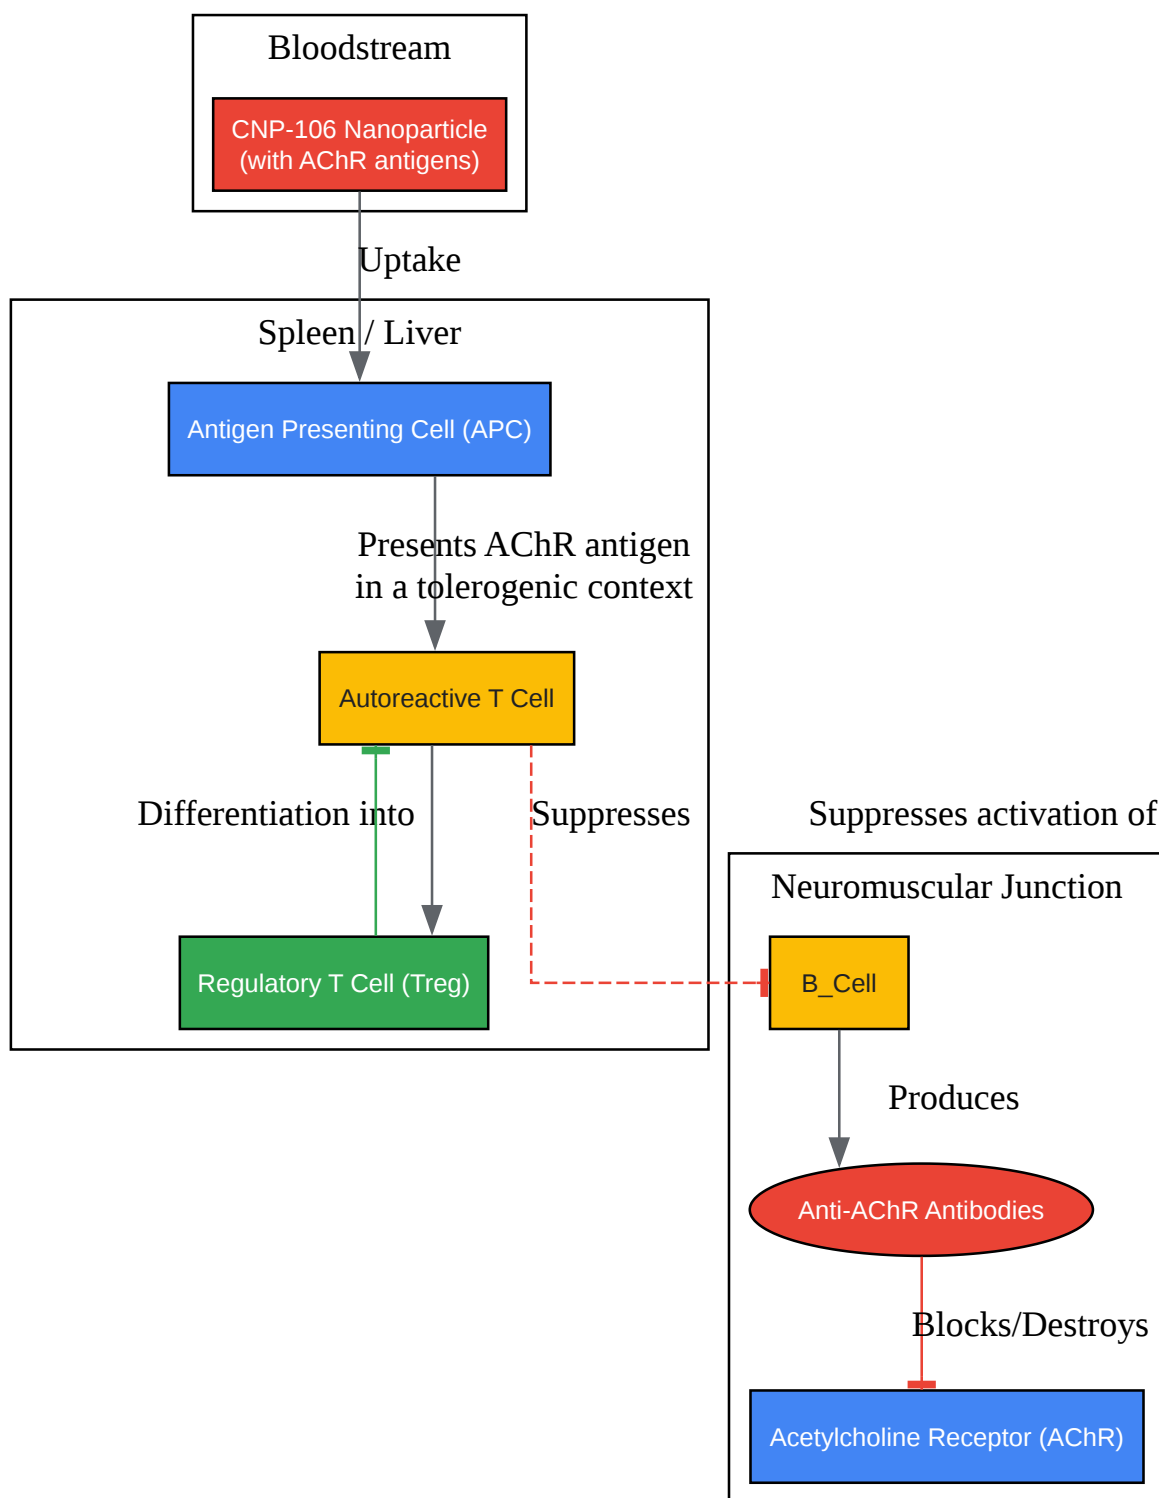 Bloodstream
CNP-106 Nanoparticle
(with AChR antigens)
Uptake
Spleen / Liver
Antigen Presenting Cell (APC)
Presents AChR antigen
in a tolerogenic context
Autoreactive T Cell
Differentiation into
Suppresses
Suppresses activation of
Neuromuscular Junction
Regulatory T Cell (Treg)
B_Cell
Produces
Anti-AChR Antibodies
Blocks/Destroys
Acetylcholine Receptor (AChR)